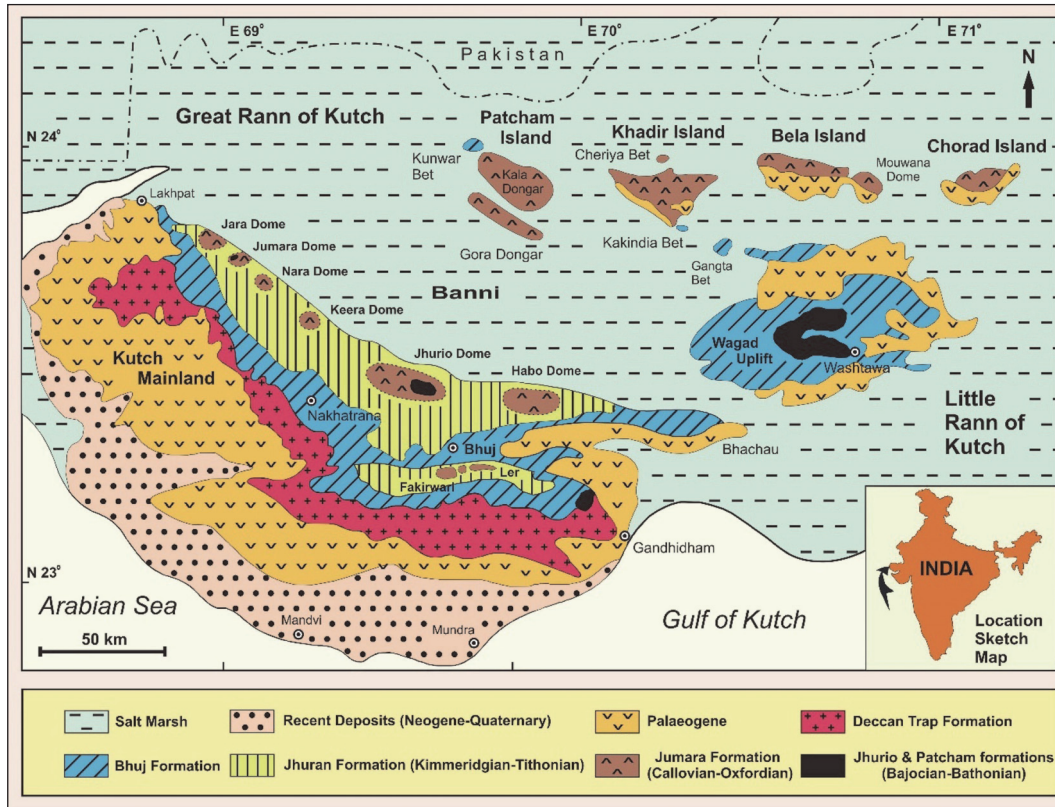 E 69°
E 70°
E 71°
Pakistan
N
Great Rann of Kutch
N 24°
Patcham
Island
Khadir Island
Bela Island
Chorad Island
Kunwar
Bet
Kala
Dongar
Cheriya Bet
Mouwana
Dome
Lakhpat
Jara Dome
Jumara Dome
Nara Dome
Gora Dongar
Kakindia Bet
Gangta
Bet
Banni
Keera Dome
Kutch
Mainland
Wagad
Uplift
Washtawa
Jhurio Dome
Habo Dome
Nakhatrana
Little
Rann of
Kutch
Bhuj
Bhachau
Fakirwari
Ler
Gandhidham
N 23°
Arabian Sea
50 km
Mandvi
Mundra
Gulf of Kutch
INDIA
Location
Sketch
Map
Salt Marsh
Recent Deposits (Neogene-Quaternary)
Palaeogene
Deccan Trap Formation
Bhuj Formation
Jhuran Formation (Kimmeridgian-Tithonian)
Jumara Formation
(Callovian-Oxfordian)
Jhurio & Patcham formations
(Bajocian-Bathonian)